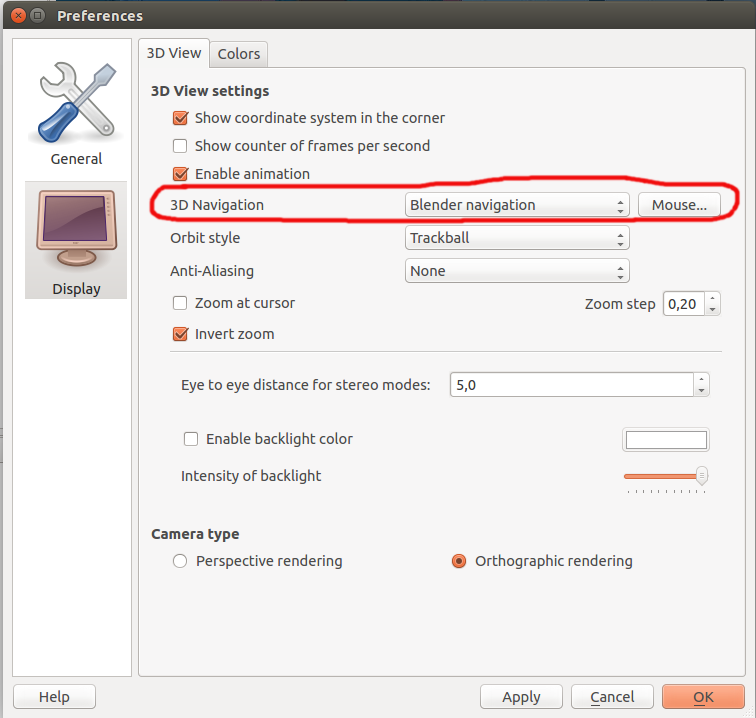 Preferences
General
Display
3D View Colors
3D View settings
Show coordinate system in the corner
Show counter of frames per second
Enable animation
3D Navigation Blender navigation Mouse...
Orbit style Trackball
Anti-Aliasing None
Zoom at cursor Zoom step 0,20
Invert zoom
Eye to eye distance for stereo modes: 5,0
Enable backlight color
Intensity of backlight
Camera type
Perspective rendering Orthographic rendering
Help Apply Cancel OK